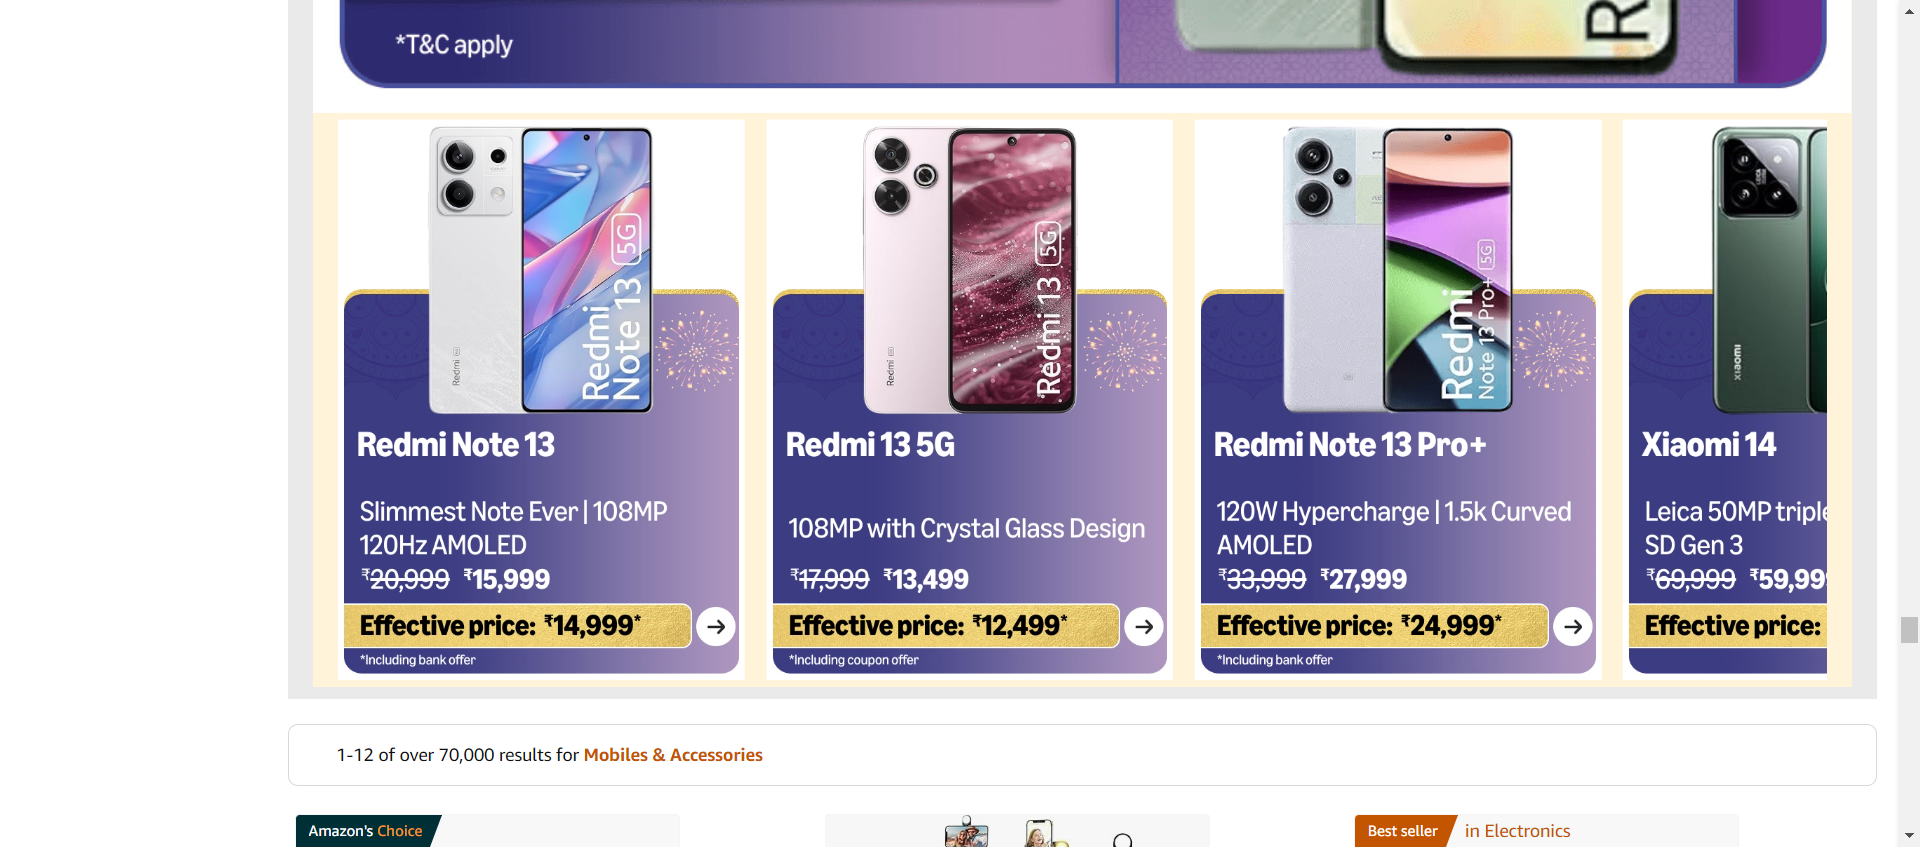 *T&C apply
R
Redmi
Note 13 5G
Redmi
Redmi Note 13
Slimmest Note Ever | 108MP
120Hz AMOLED
₹20,999 ₹15,999
Effective price: ₹14,999*
*Including bank offer
Redmi 13 5G
Redmi
Redmi 13 5G
108MP with Crystal Glass Design
₹17,999 ₹13,499
Effective price: ₹12,499*
*Including coupon offer
Redmi
Note 13 Pro+ 5G
Redmi Note 13 Pro+
120W Hypercharge | 1.5k Curved
AMOLED
₹33,999 ₹27,999
Effective price: ₹24,999*
*Including bank offer
LEICA
xiaomi
Xiaomi 14
Leica 50MP triple
SD Gen 3
₹69,999 ₹59,999
Effective price:
1-12 of over 70,000 results for Mobiles & Accessories
Amazon's Choice
Best seller in Electronics